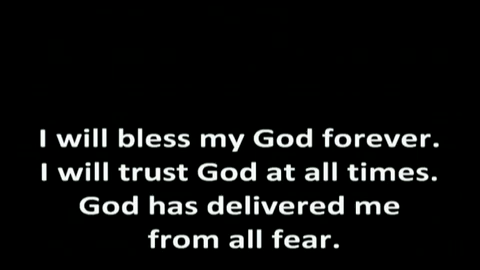 I will bless my God forever.
I will trust God at all times.
God has delivered me
from all fear.